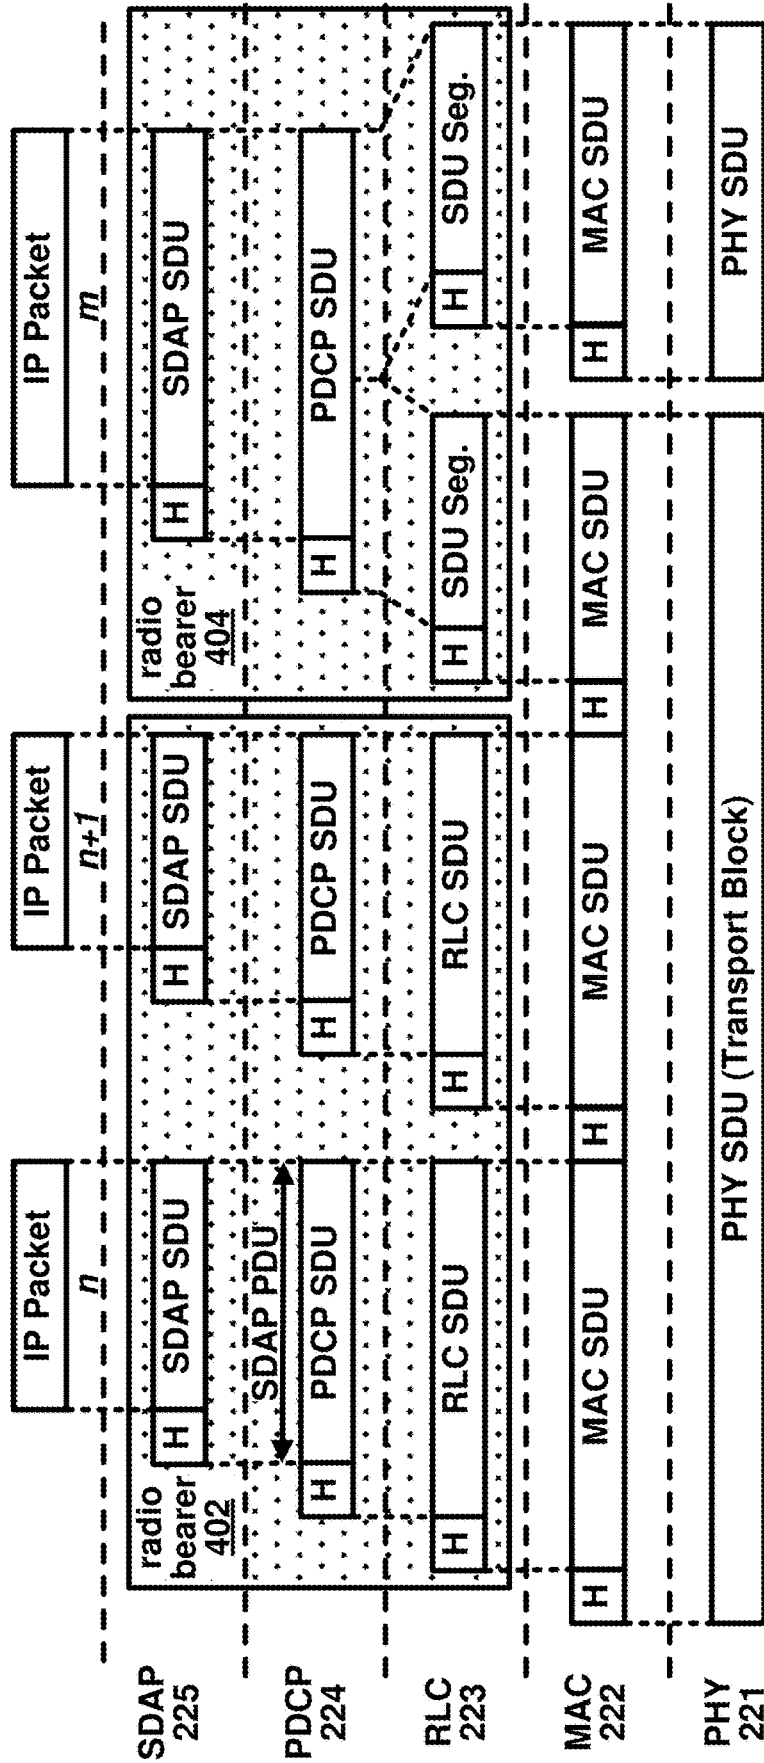 IP Packet
IP Packet
IP Packet
n
n+1
m
SDAP
225
radio
bearer
402
H
SDAP SDU
H
SDAP SDU
radio
bearer
404
H
SDAP SDU
SDAP PDU
PDCP
224
H
PDCP SDU
H
PDCP SDU
H
PDCP SDU
RLC
223
H
RLC SDU
H
RLC SDU
H
SDU Seg.
H
SDU Seg.
MAC
222
H
MAC SDU
H
MAC SDU
H
MAC SDU
H
MAC SDU
PHY
221
PHY SDU (Transport Block)
PHY SDU